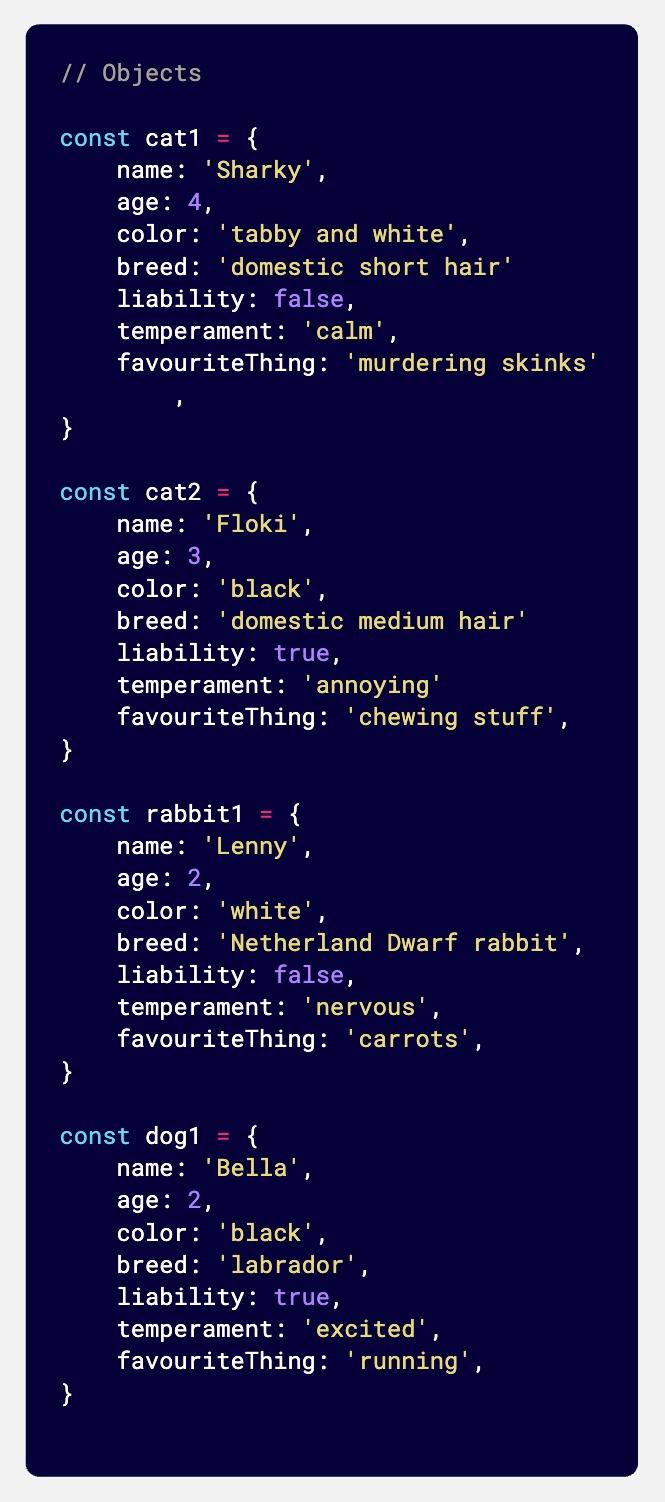 // Objects
const cat1 = {
name: 'Sharky',
age: 4,
color: 'tabby and white',
breed: 'domestic short hair'
liability: false,
temperament: 'calm',
favouriteThing: 'murdering skinks'
,
}
const cat2 = {
name: 'Floki',
age: 3,
color: 'black',
breed: 'domestic medium hair'
liability: true,
temperament: 'annoying'
favouriteThing: 'chewing stuff',
}
const rabbit1 = {
name: 'Lenny',
age: 2,
color: 'white',
breed: 'Netherland Dwarf rabbit',
liability: false,
temperament: 'nervous',
favouriteThing: 'carrots',
}
const dog1 = {
name: 'Bella',
age: 2,
color: 'black',
breed: 'labrador',
liability: true,
temperament: 'excited',
favouriteThing: 'running',
}